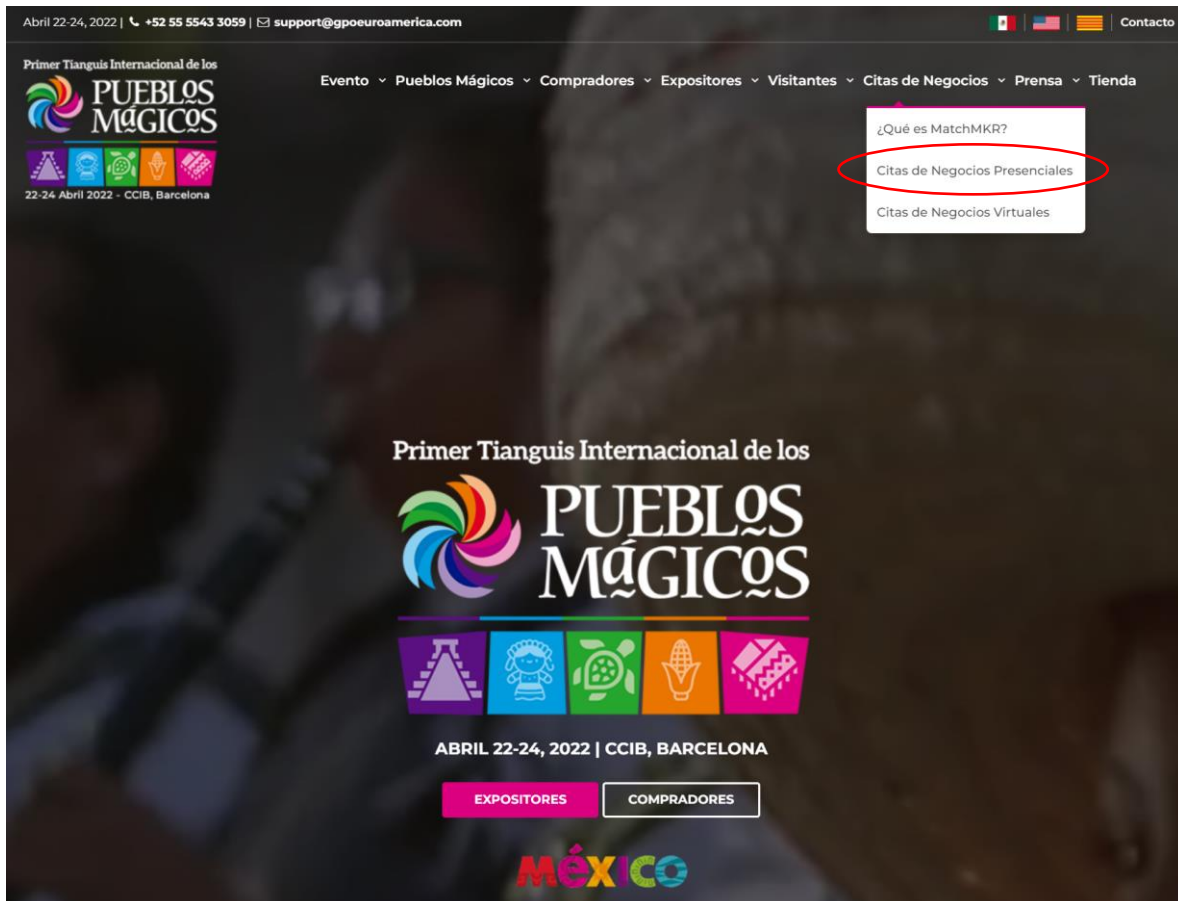 Abril 22-24, 2022 | +52 55 5543 3059 | support@gpoeuroamerica.com
Contacto
Primer Tianguis Internacional de los
PUEBLOS
MÁGICOS
22-24 Abril 2022 - CCIB, Barcelona
Evento Pueblos Mágicos Compradores Expositores Visitantes Citas de Negocios Prensa Tienda
¿Qué es MatchMKR?
Citas de Negocios Presenciales
Citas de Negocios Virtuales
Primer Tianguis Internacional de los
PUEBLOS
MÁGICOS
ABRIL 22-24, 2022 | CCIB, BARCELONA
EXPOSITORES COMPRADORES
MéXICO